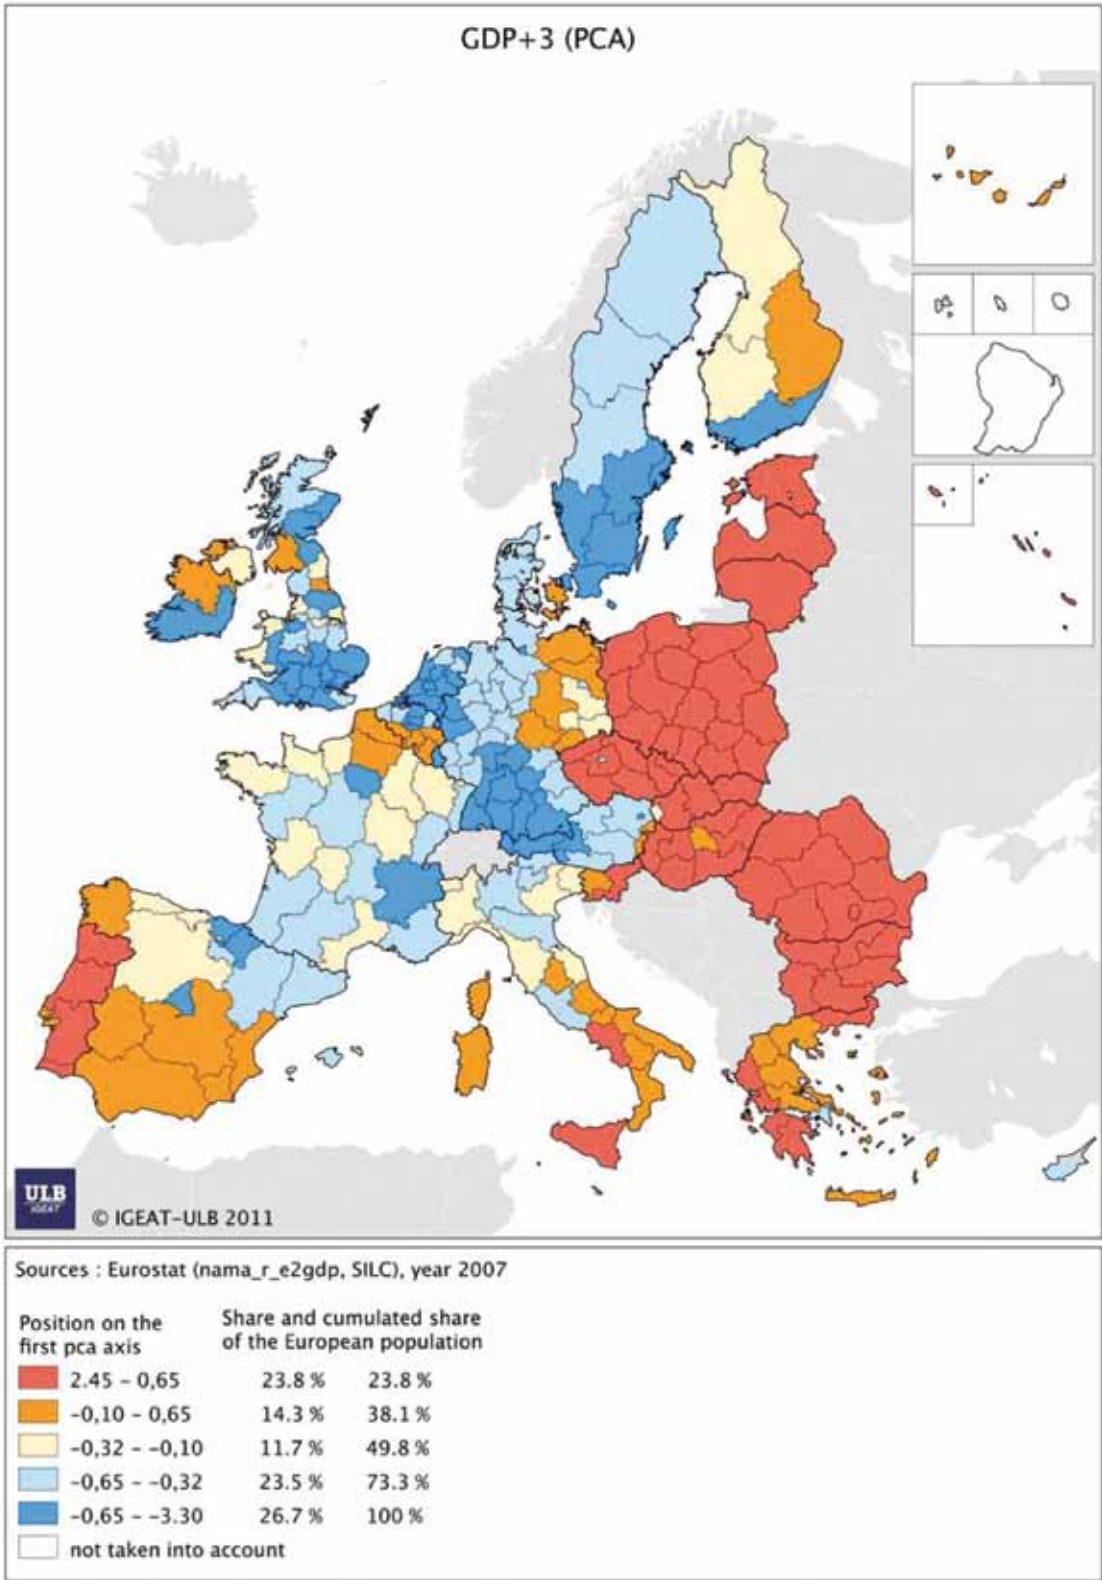 GDP+3 (PCA)
ULB
IGEAT
© IGEAT-ULB 2011
Sources : Eurostat (nama_r_e2gdp, SILC), year 2007
Position on the first pca axis
Share and cumulated share of the European population
2.45 - 0,65 23.8 % 23.8 %
-0,10 - 0,65 14.3 % 38.1 %
-0,32 - -0,10 11.7 % 49.8 %
-0,65 - -0,32 23.5 % 73.3 %
-0,65 - -3.30 26.7 % 100 %
not taken into account